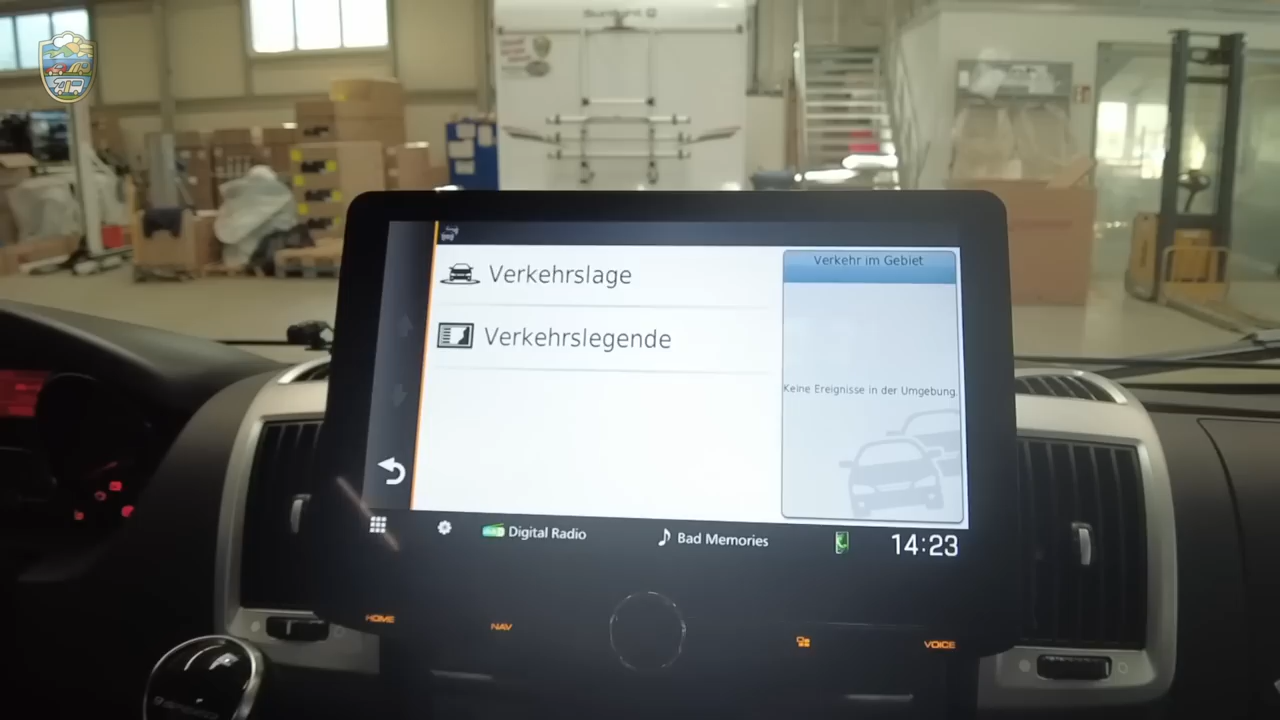 Verkehrslage
Verkehrslegende
Verkehr im Gebiet
Keine Ereignisse in der Umgebung.
Digital Radio
Bad Memories
14:23
HOME
NAV
VOICE